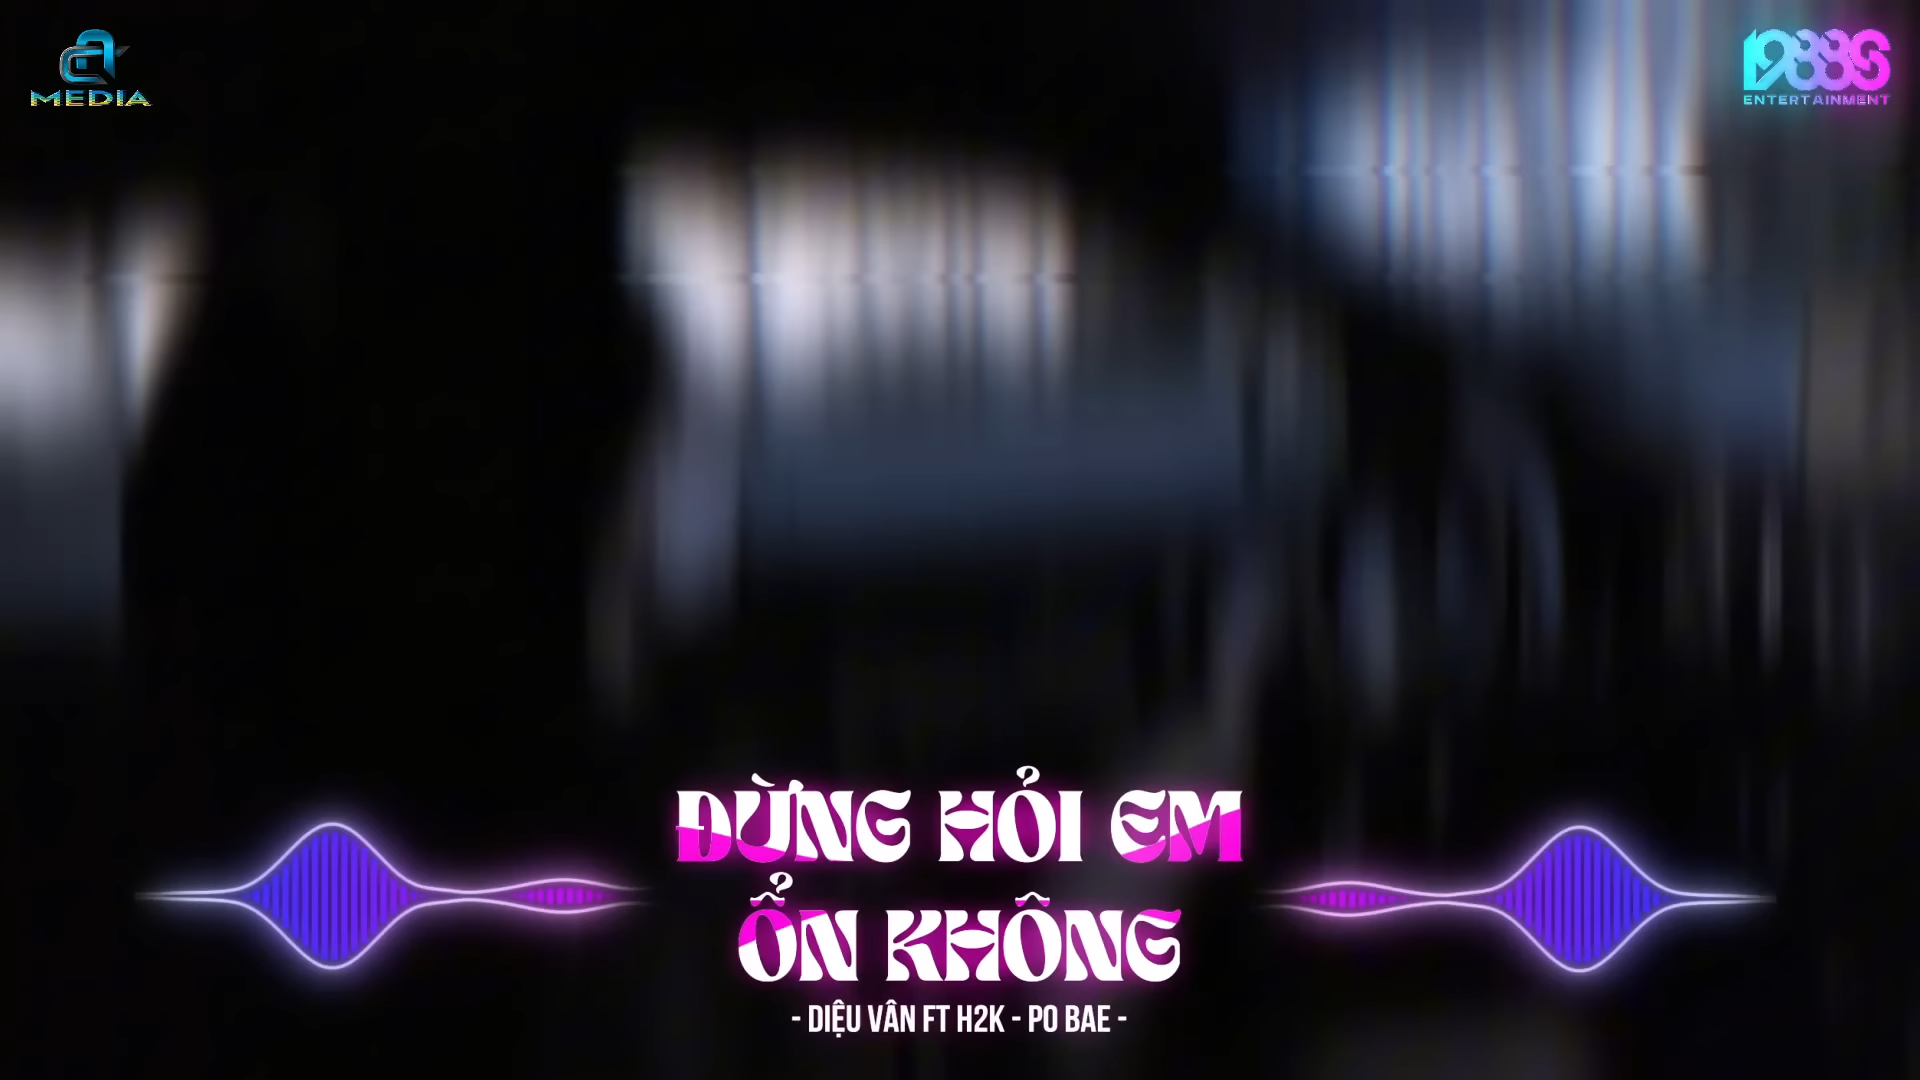 MEDIA
1988S
ENTERTAINMENT
ĐỪNG HỎI EM
ỔN KHÔNG
- DIỆU VÂN FT H2K - PO BAE -